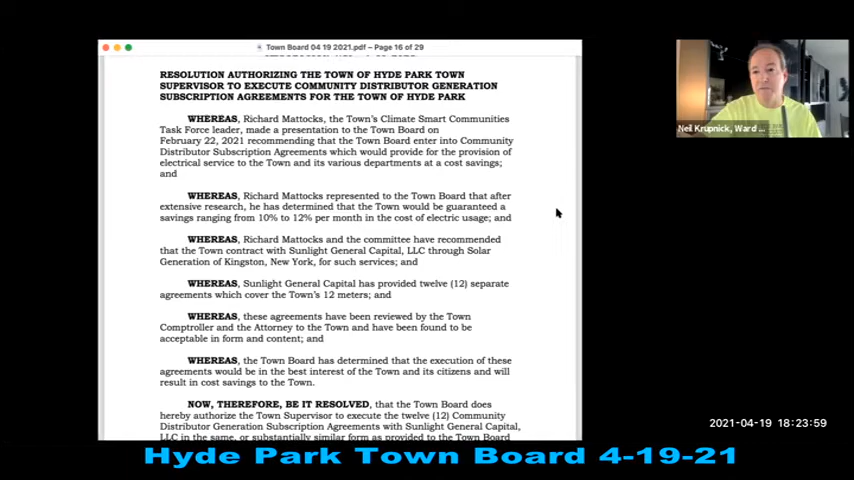 Town Board 04 19 2021.pdf – Page 16 of 29
RESOLUTION AUTHORIZING THE TOWN OF HYDE PARK TOWN
SUPERVISOR TO EXECUTE COMMUNITY DISTRIBUTOR GENERATION
SUBSCRIPTION AGREEMENTS FOR THE TOWN OF HYDE PARK
WHEREAS, Richard Mattocks, the Town's Climate Smart Communities
Task Force leader, made a presentation to the Town Board on
February 22, 2021 recommending that the Town Board enter into Community
Distributor Subscription Agreements which would provide for the provision of
electrical service to the Town and its various departments at a cost savings;
and
WHEREAS, Richard Mattocks represented to the Town Board that after
extensive research, he has determined that the Town would be guaranteed a
savings ranging from 10% to 12% per month in the cost of electric usage; and
WHEREAS, Richard Mattocks and the committee have recommended
that the Town contract with Sunlight General Capital, LLC through Solar
Generation of Kingston, New York, for such services; and
WHEREAS, Sunlight General Capital has provided twelve (12) separate
agreements which cover the Town's 12 meters; and
WHEREAS, these agreements have been reviewed by the Town
Comptroller and the Attorney to the Town and have been found to be
acceptable in form and content; and
WHEREAS, the Town Board has determined that the execution of these
agreements would be in the best interest of the Town and its citizens and will
result in cost savings to the Town.
NOW, THEREFORE, BE IT RESOLVED, that the Town Board does
hereby authorize the Town Supervisor to execute the twelve (12) Community
Distributor Generation Subscription Agreements with Sunlight General Capital,
LLC in the same, or substantially similar form as provided to the Town Board
Neil Krupnick, Ward ...
2021-04-19 18:23:59
Hyde Park Town Board 4-19-21